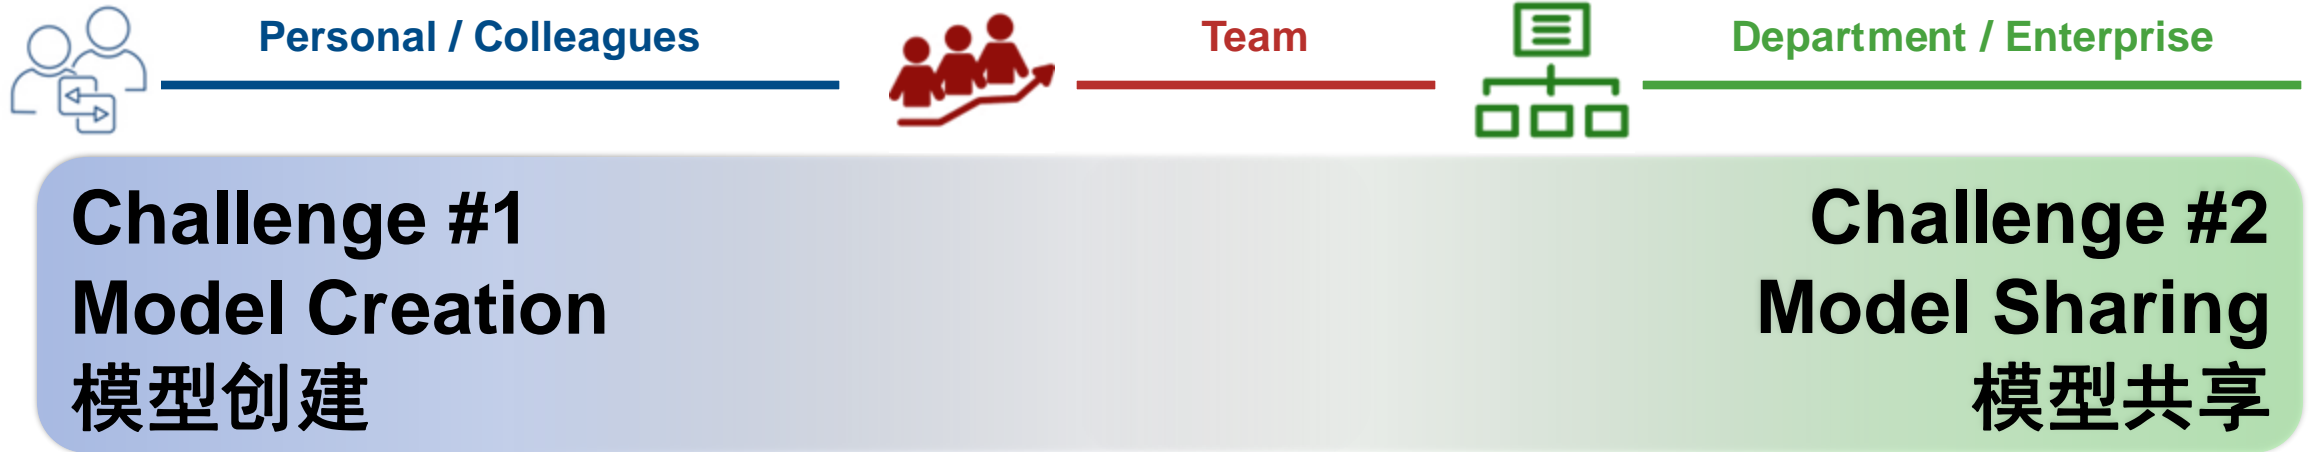 Personal / Colleagues
Team
Department / Enterprise
Challenge #1
Model Creation
模型创建
Challenge #2
Model Sharing
模型共享